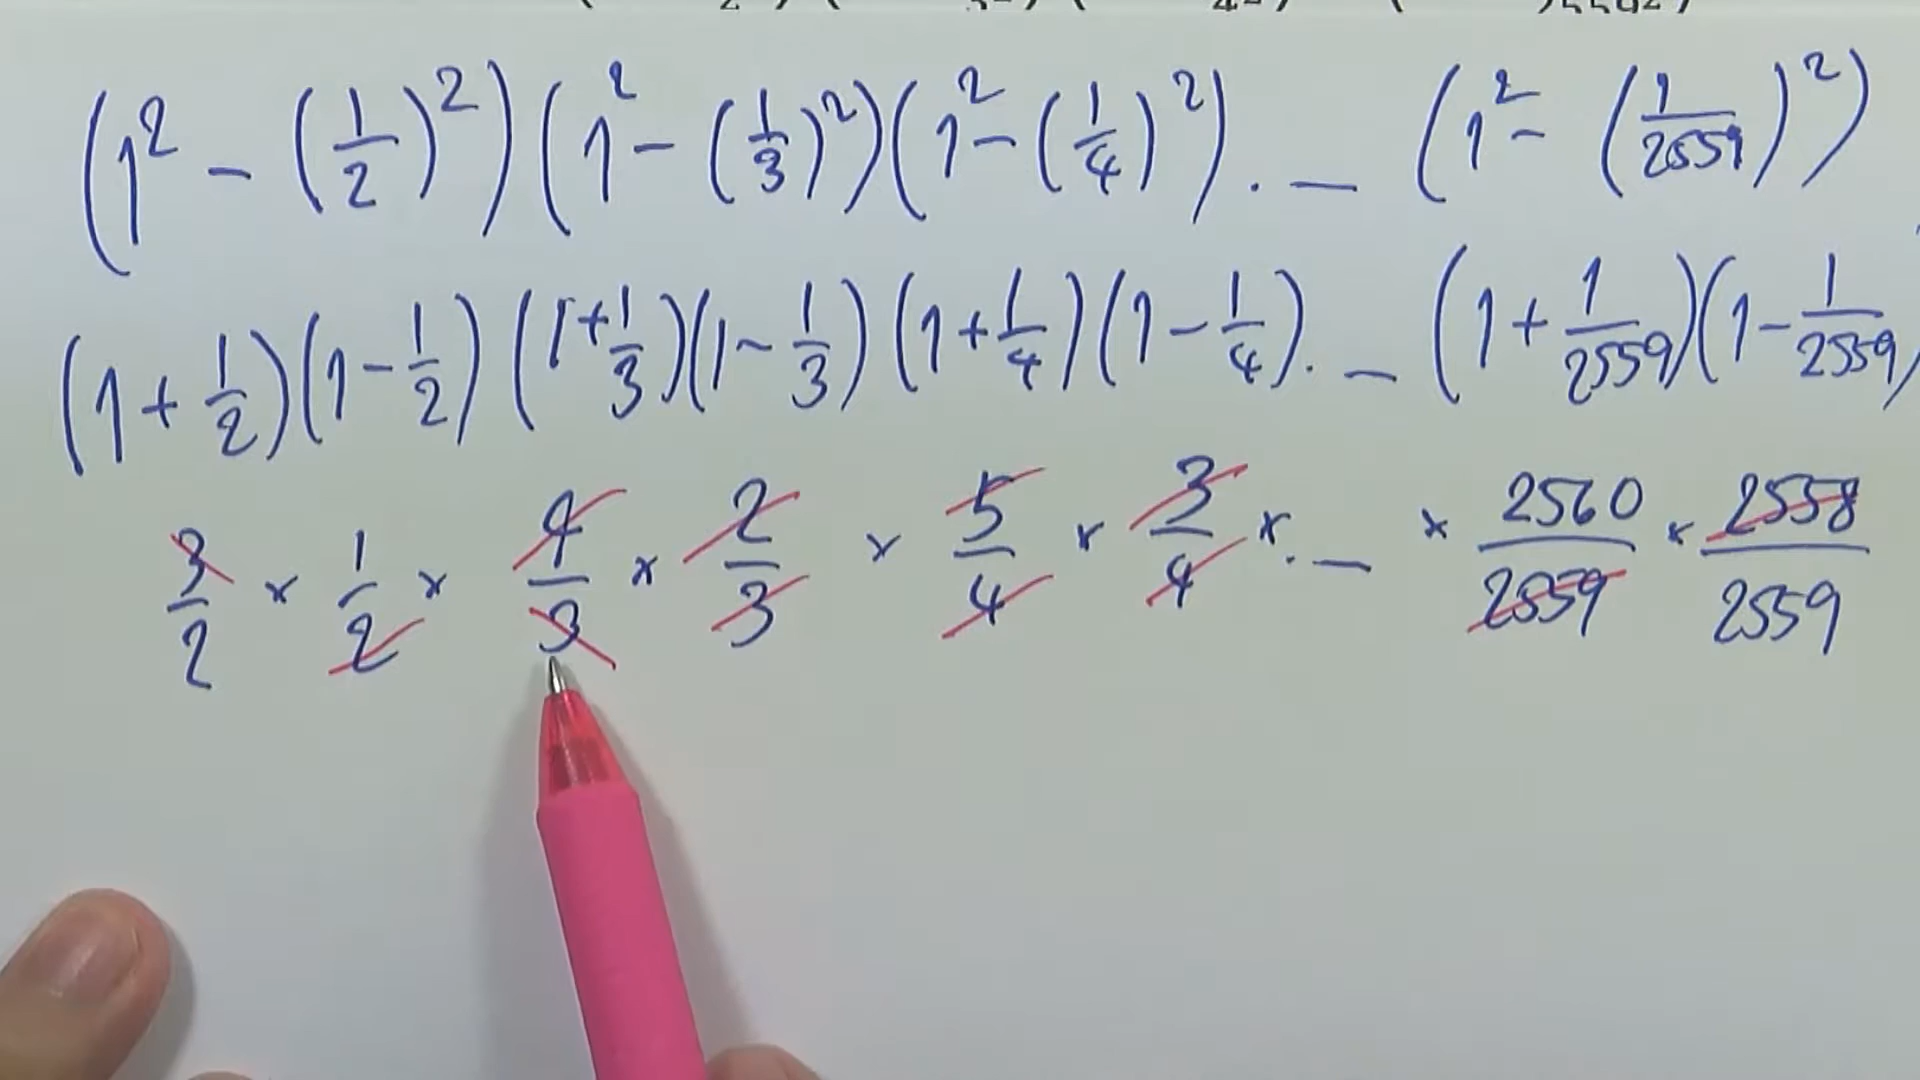 (1² - (1/2)²)(1² - (1/3)²)(1² - (1/4)²). _ (1² - (1/2559)²)
(1 + 1/2)(1 - 1/2)(1 + 1/3)(1 - 1/3)(1 + 1/4)(1 - 1/4). _ (1 + 1/2559)(1 - 1/2559)
3/2 × 1/2 × 4/3 × 2/3 × 5/4 × 3/4 ×. _ × 2560/2559 × 2558/2559